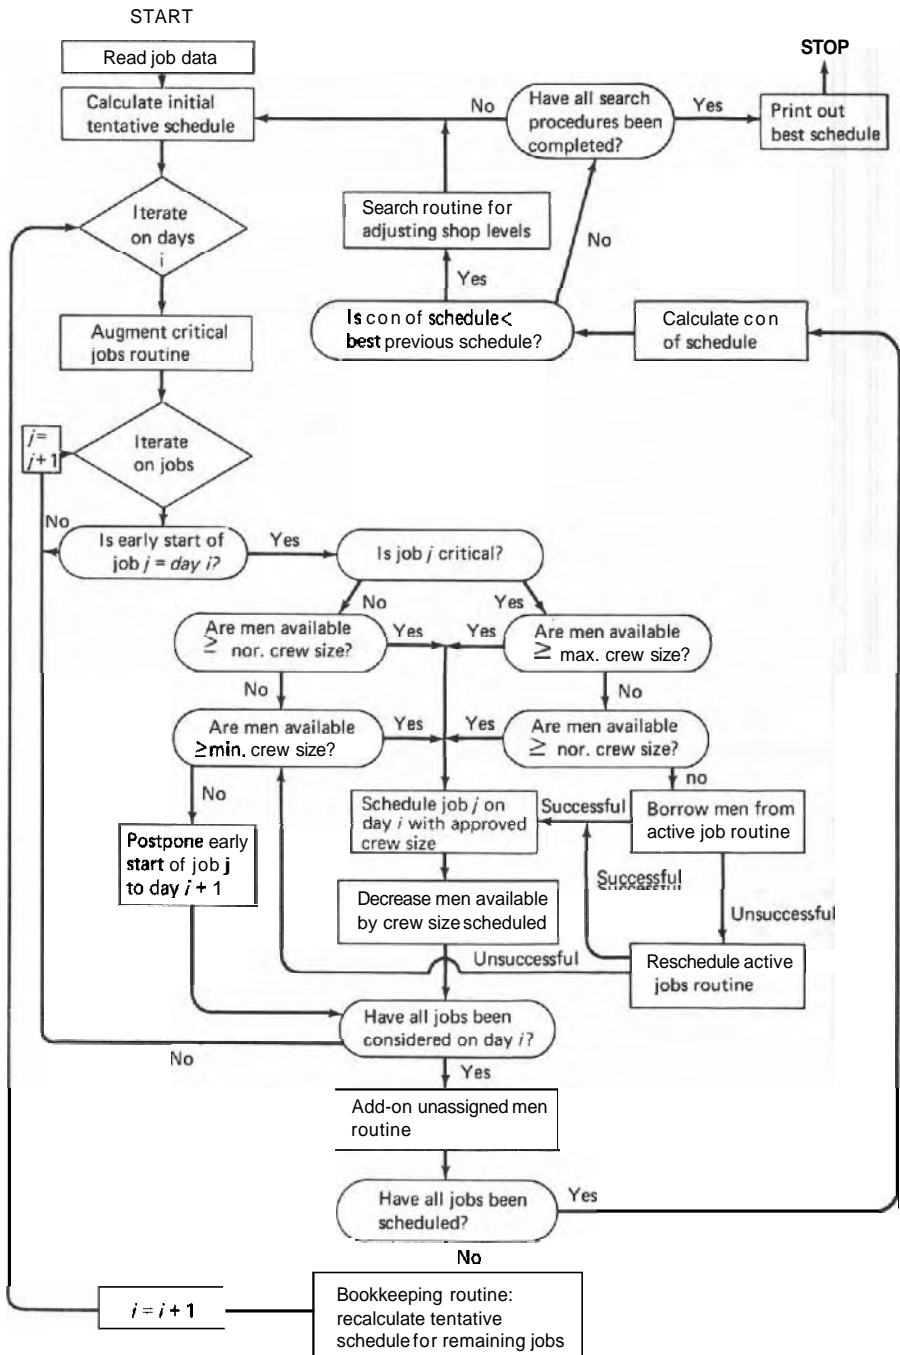 START
Read job data
Calculate initial
tentative schedule
Iterate
on days
i
Augment critical
jobs routine
j=
j+1
Iterate
on jobs
No
Is early start of
job j = day i?
Yes
STOP
No
Have all search
procedures been
completed?
Yes
Print out
best schedule
Search routine for
adjusting shop levels
No
Yes
Is con of schedule<
best previous schedule?
Calculate con
of schedule
Is job j critical?
No
Yes
Are men available
≥ nor. crew size?
Yes
Yes
Are men available
≥ max. crew size?
No
No
Are men available
≥min. crew size?
Yes
Yes
Are men available
≥ nor. crew size?
No
no
Postpone early
start of job j
to day i + 1
Schedule job j on
day i with approved
crew size
Successful
Borrow men from
active job routine
Successful
Decrease men available
by crew size scheduled
Unsuccessful
Unsuccessful
Reschedule active
jobs routine
Have all jobs been
considered on day i?
No
Yes
Add-on unassigned men
routine
Have all jobs been
scheduled?
Yes
No
i = i + 1
Bookkeeping routine:
recalculate tentative
schedule for remaining jobs